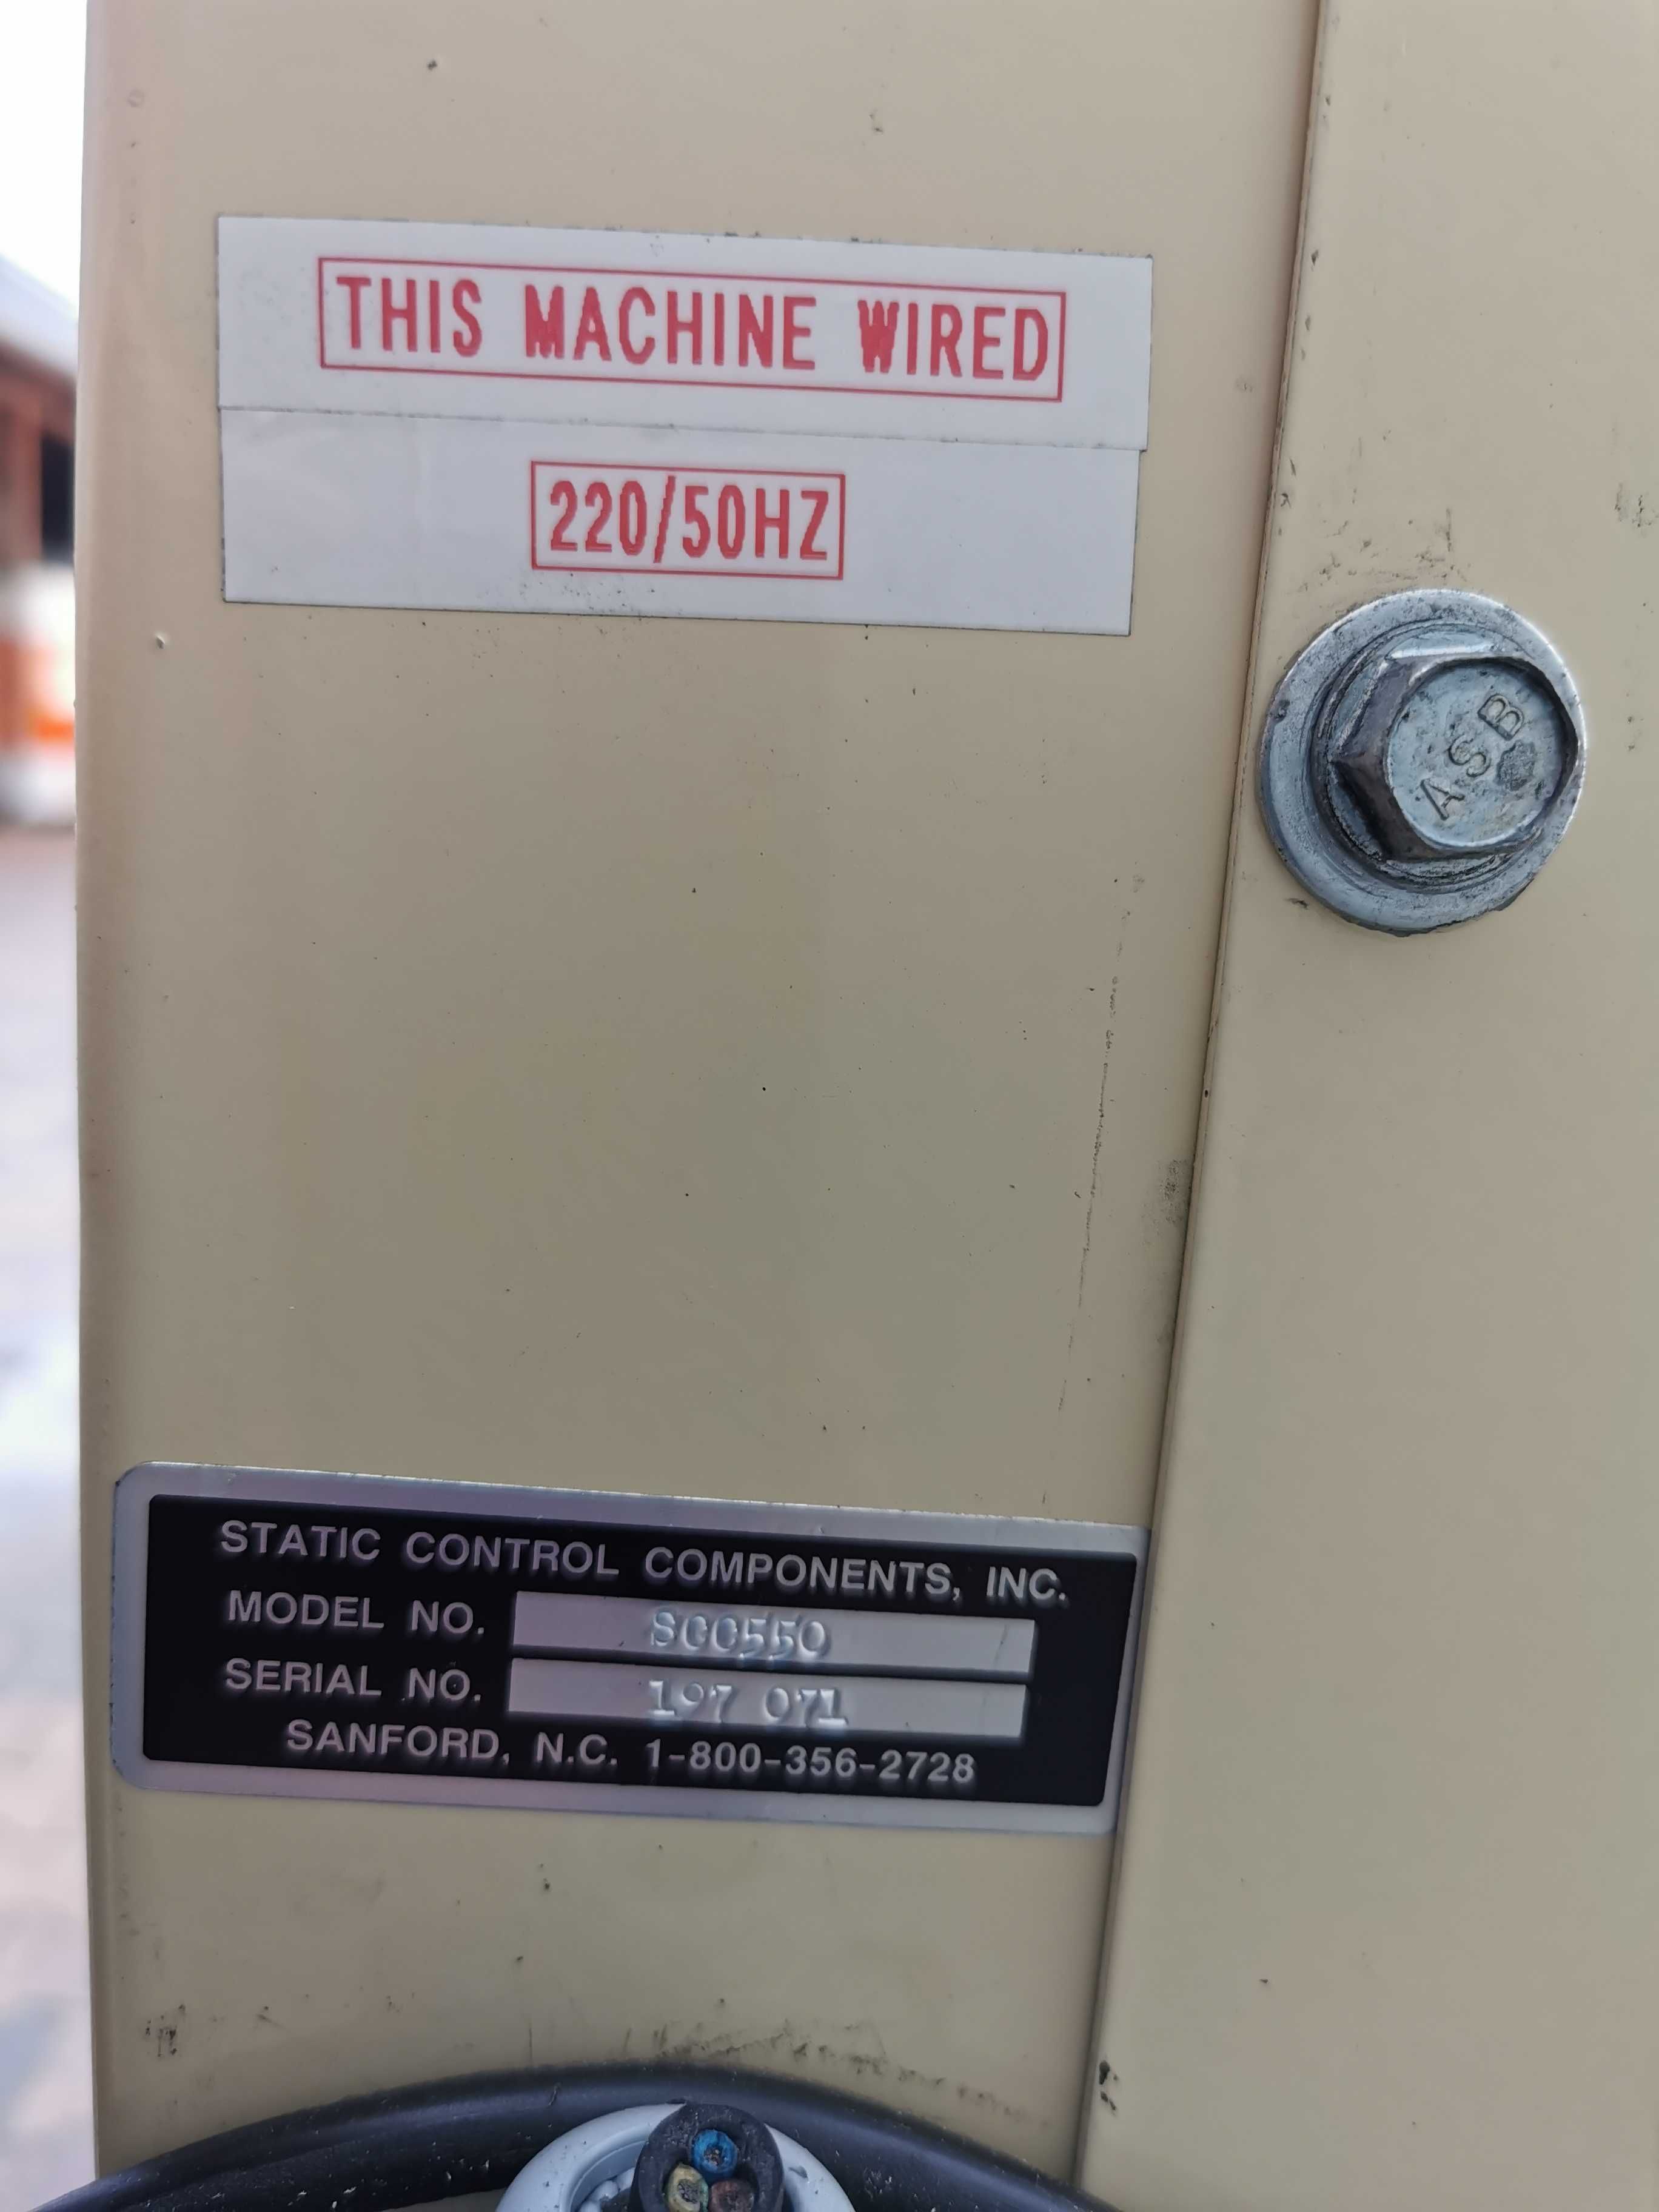 THIS MACHINE WIRED
220/50HZ
ASB
STATIC CONTROL COMPONENTS, INC.
MODEL NO. SCC550
SERIAL NO. 197 071
SANFORD, N.C. 1-800-356-2728